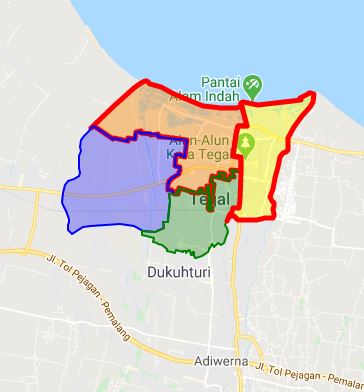 Pantai
Alam Indah
Alun-Alun
Kota Tegal
Tegal
Dukuhturi
Jl. Tol Pejagan - Pemalang
Adiwerna
Jl. Tol Pejagan - Pemalang